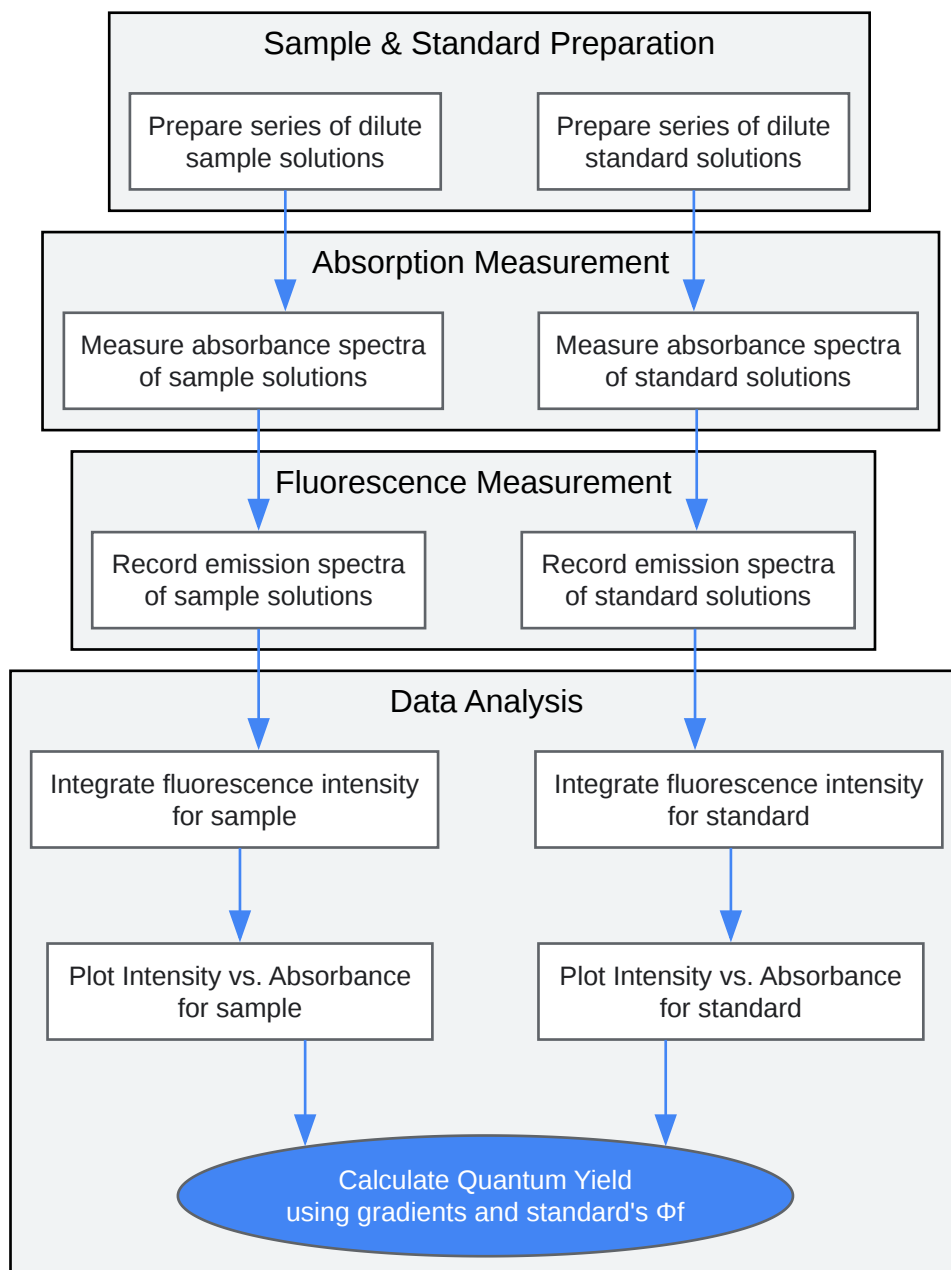 Sample & Standard Preparation
Prepare series of dilute
sample solutions
Prepare series of dilute
standard solutions
Absorption Measurement
Measure absorbance spectra
of sample solutions
Measure absorbance spectra
of standard solutions
Fluorescence Measurement
Record emission spectra
of sample solutions
Record emission spectra
of standard solutions
Data Analysis
Integrate fluorescence intensity
for sample
Integrate fluorescence intensity
for standard
Plot Intensity vs. Absorbance
for sample
Plot Intensity vs. Absorbance
for standard
Calculate Quantum Yield
using gradients and standard's Φf